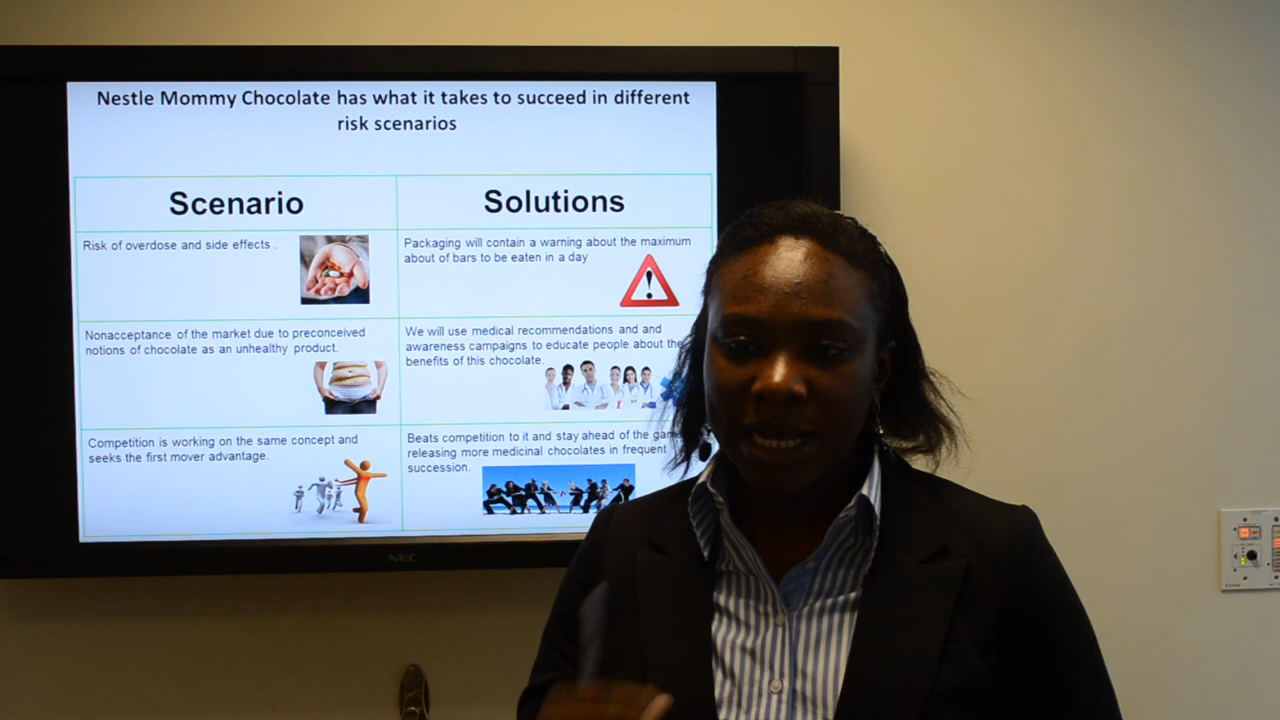 Nestle Mommy Chocolate has what it takes to succeed in different
risk scenarios
Scenario
Solutions
Risk of overdose and side effects .
Packaging will contain a warning about the maximum
about of bars to be eaten in a day
Nonacceptance of the market due to preconceived
notions of chocolate as an unhealthy product.
We will use medical recommendations and and
awareness campaigns to educate people about the
benefits of this chocolate.
Competition is working on the same concept and
seeks the first mover advantage.
Beats competition to it and stay ahead of the
releasing more medicinal chocolates in frequent
succession.
NEC